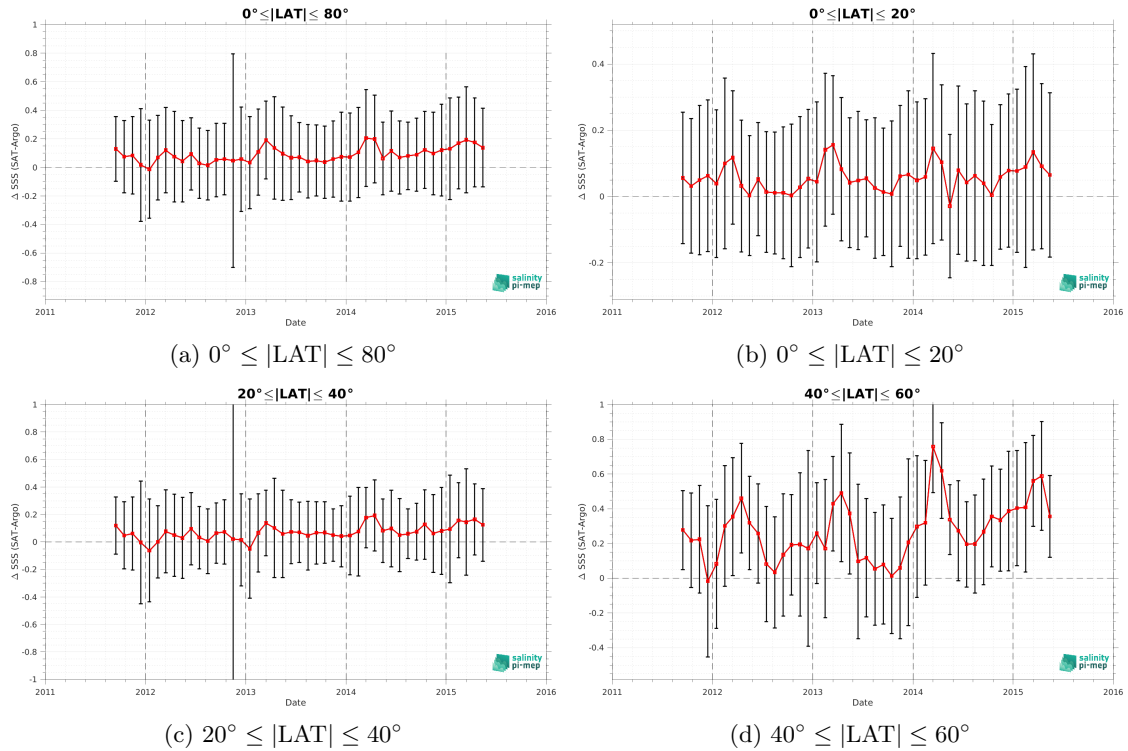 0°≤|LAT|≤ 80°
Δ SSS (SAT-Argo)
1
0.8
0.6
0.4
0.2
0
-0.2
-0.4
-0.6
-0.8
2011 2012 2013 2014 2015 2016
Date
salinity
pi-mep
(a) 0° ≤ |LAT| ≤ 80°
0°≤|LAT|≤ 20°
Δ SSS (SAT-Argo)
0.4
0.2
0
-0.2
2011 2012 2013 2014 2015 2016
Date
salinity
pi-mep
(b) 0° ≤ |LAT| ≤ 20°
20°≤|LAT|≤ 40°
Δ SSS (SAT-Argo)
1
0.8
0.6
0.4
0.2
0
-0.2
-0.4
-0.6
-0.8
-1
2011 2012 2013 2014 2015 2016
Date
salinity
pi-mep
(c) 20° ≤ |LAT| ≤ 40°
40°≤|LAT|≤ 60°
Δ SSS (SAT-Argo)
1
0.8
0.6
0.4
0.2
0
-0.2
-0.4
2011 2012 2013 2014 2015 2016
Date
salinity
pi-mep
(d) 40° ≤ |LAT| ≤ 60°